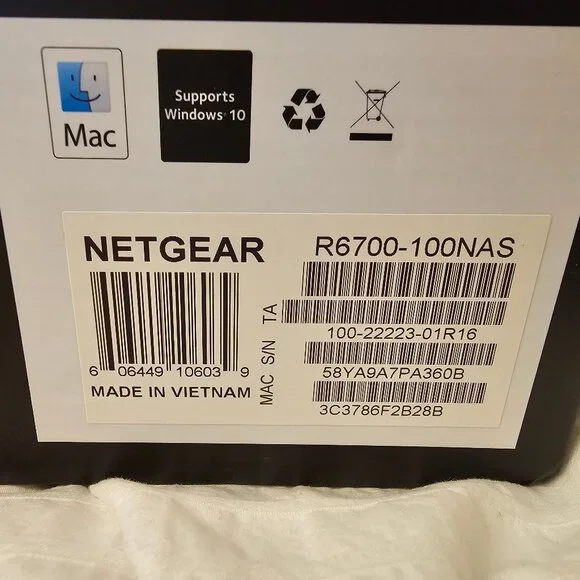 Mac
Supports
Windows 10
NETGEAR
R6700-100NAS
TA
100-22223-01R16
S/N
58YA9A7PA360B
MAC
3C3786F2B28B
6 06449 10603 9
MADE IN VIETNAM